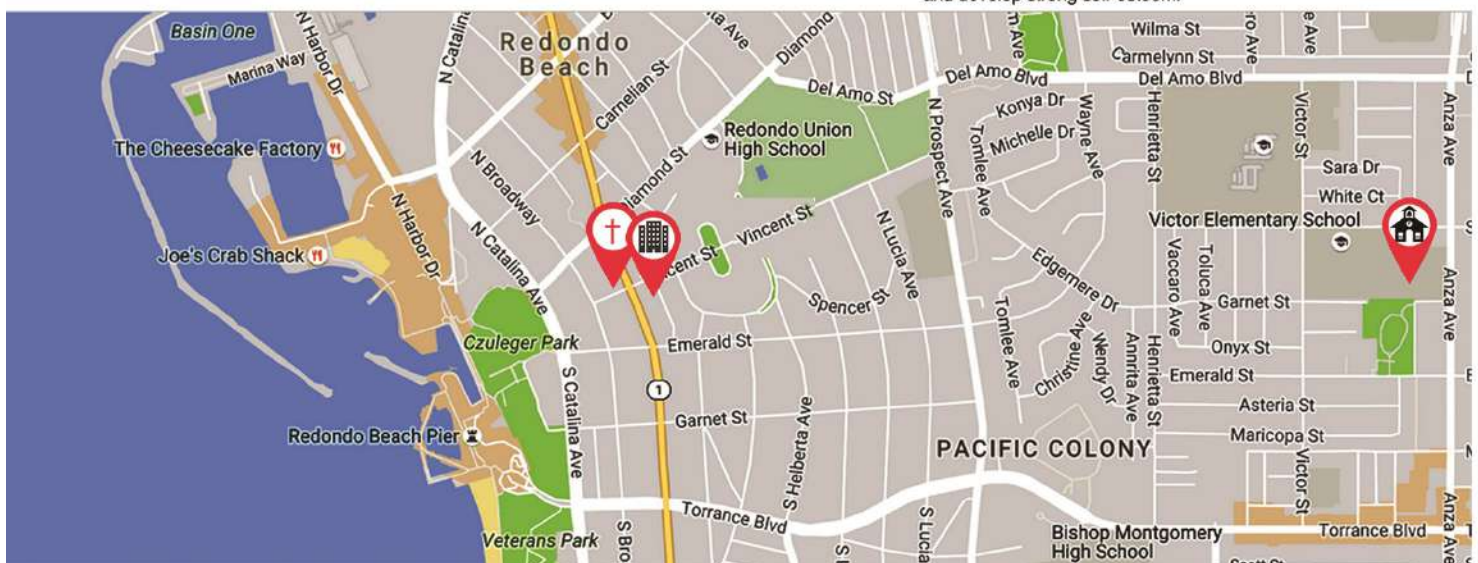 Basin One
Marina Way
N Harbor Dr
N Catalina
Redondo
Beach
Carnelian St
Diamond
Del Amo St
Del Amo Blvd
Wilma St
Carmelynn St
Del Amo Blvd
Konya Dr
Michelle Dr
Wayne Ave
Henrietta St
Victor St
Anza Ave
Sara Dr
White Ct
The Cheesecake Factory
Redondo Union
High School
N Prospect Ave
Tomlee Ave
N Broadway
Diamond St
Vincent St
N Lucia Ave
Victor Elementary School
Joe's Crab Shack
N Harbor Dr
N Catalina Ave
Spencer St
Edgemere Dr
Vaccaro Ave
Toluca Ave
Garnet St
Anza Ave
Czuleger Park
Emerald St
Tomlee Ave
Christine Ave
Wendy Dr
Annrita Ave
Henrietta St
Onyx St
Emerald St
S Catalina Ave
1
Garnet St
S Helberta Ave
Asteria St
Maricopa St
Redondo Beach Pier
PACIFIC COLONY
Victor St
Anza Ave
Torrance Blvd
S Bro
S Lucia
Veterans Park
Bishop Montgomery
High School
Torrance Blvd